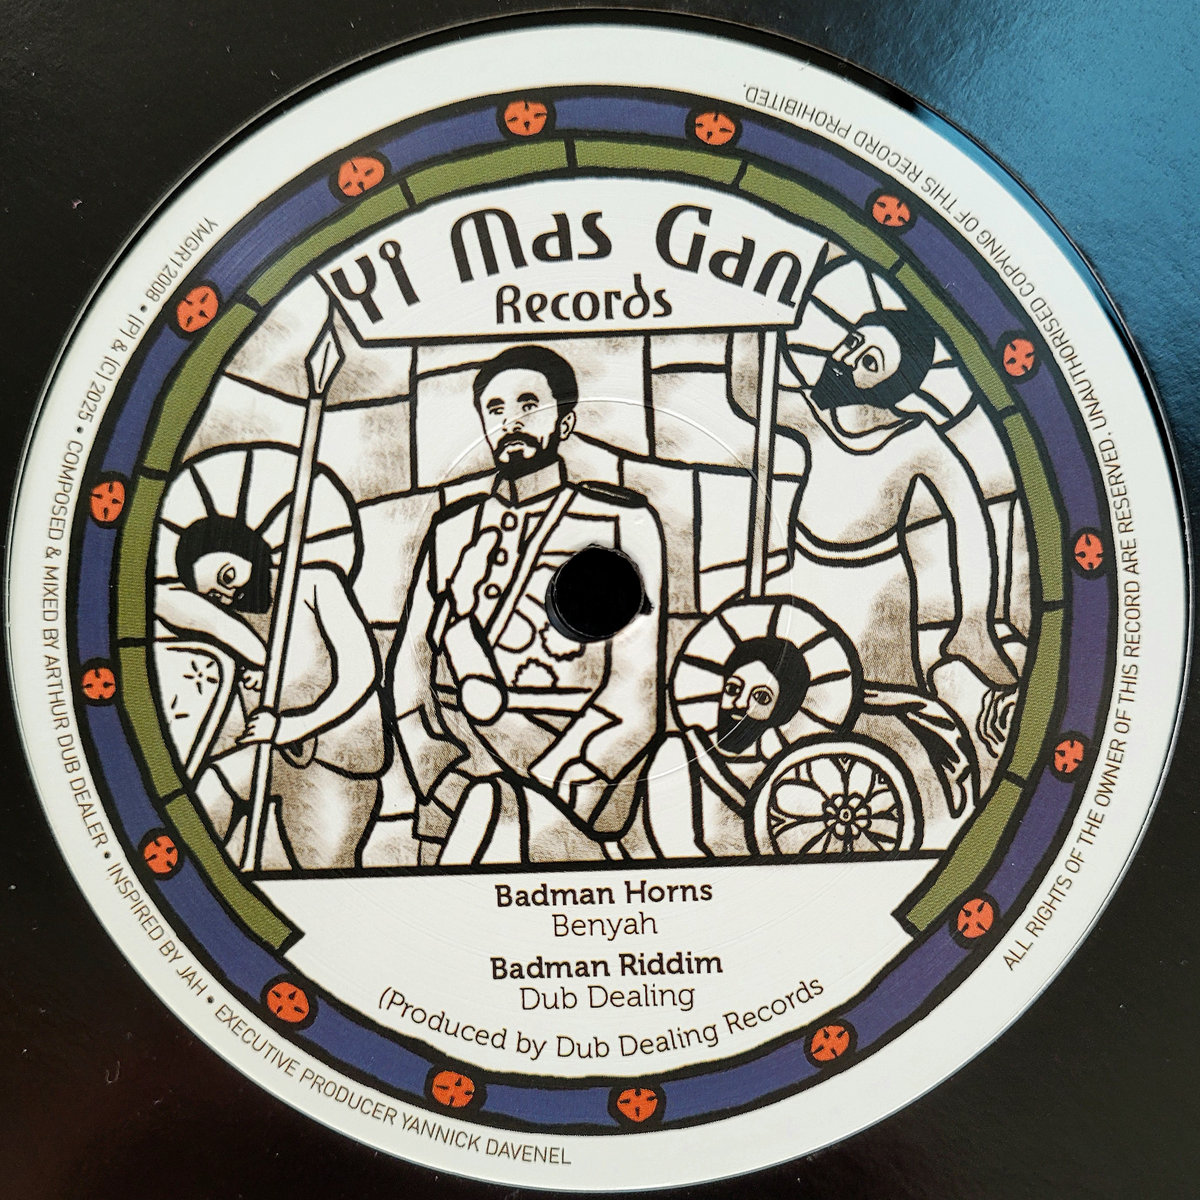 Yi Mas Gan
Records
Badman Horns
Benyah
Badman Riddim
Dub Dealing
(Produced by Dub Dealing Records
YMGR12008 • (P) & (C) 2025 • COMPOSED & MIXED BY ARTHUR DUB DEALER • INSPIRED BY JAH • EXECUTIVE PRODUCER YANNICK DAVENEL
ALL RIGHTS OF THE OWNER OF THIS RECORD ARE RESERVED. UNAUTHORISED COPYING OF THIS RECORD PROHIBITED.